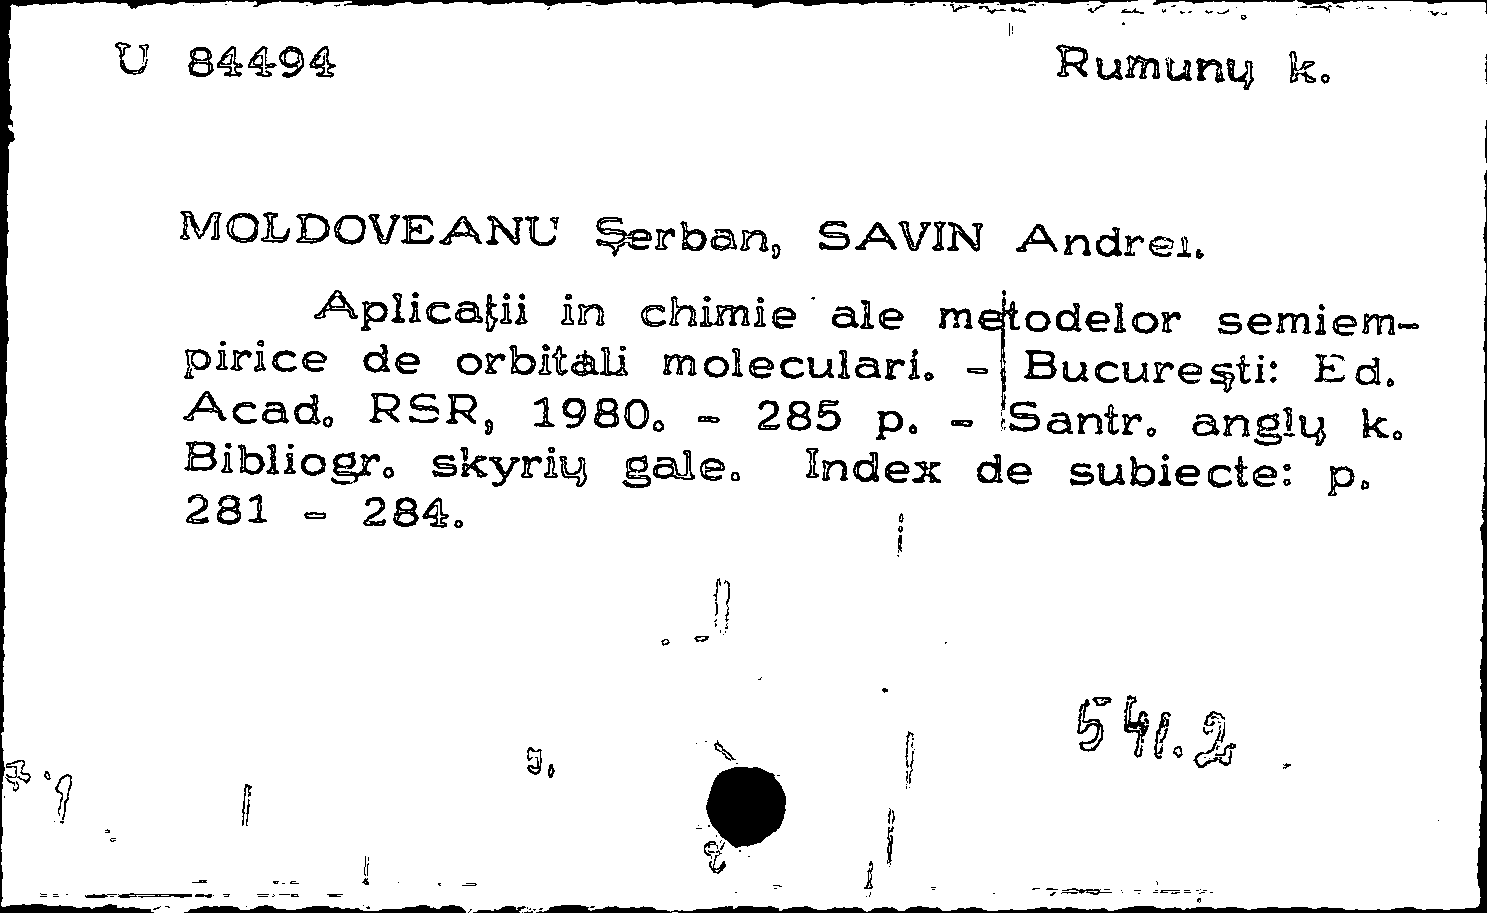 U 84494 Rumunų k.
MOLDOVEANU Şerban, SAVIN Andrei.
Aplicaţii in chimie ale metodelor semiem-
pirice de orbitali moleculari. - Bucureşti: Ed.
Acad. RSR, 1980. - 285 p. - Santr. anglų k.
Bibliogr. skyrių gale. Index de subiecte: p.
281 - 284.
541.2